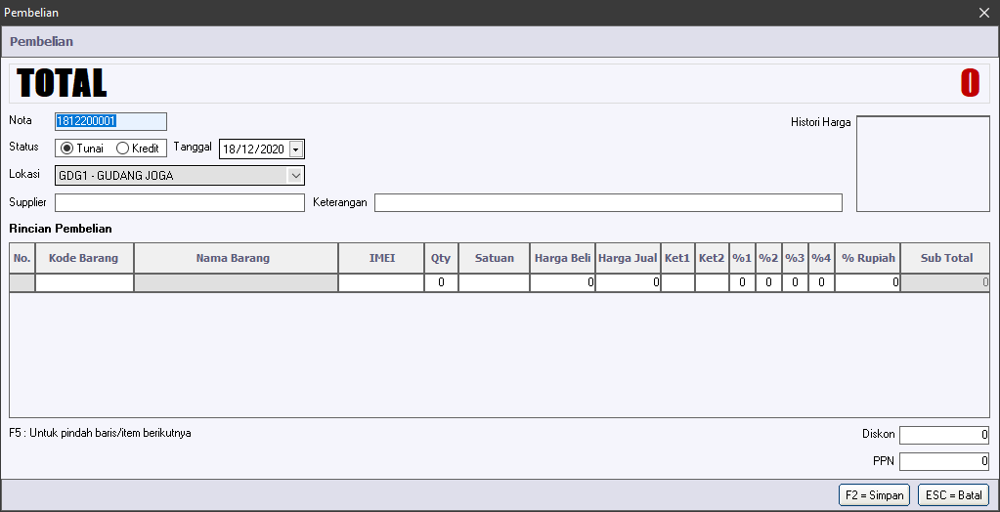 Pembelian
Pembelian
TOTAL 0
Nota 1812200001 Histori Harga
Status Tunai Kredit Tanggal 18/12/2020
Lokasi GDG1 - GUDANG JOGA
Supplier Keterangan
Rincian Pembelian
No. Kode Barang Nama Barang IMEI Qty Satuan Harga Beli Harga Jual Ket1 Ket2 %1 %2 %3 %4 % Rupiah Sub Total
0 0 0 0 0 0 0 0 0
F5 : Untuk pindah baris/item berikutnya Diskon 0
PPN 0
F2 = Simpan ESC = Batal